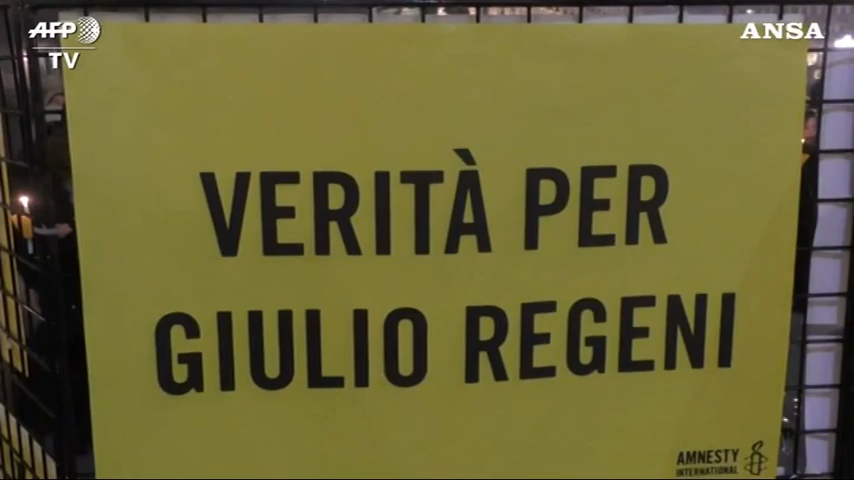 AFP
TV
ANSA
VERITÀ PER
GIULIO REGENI
AMNESTY
INTERNATIONAL